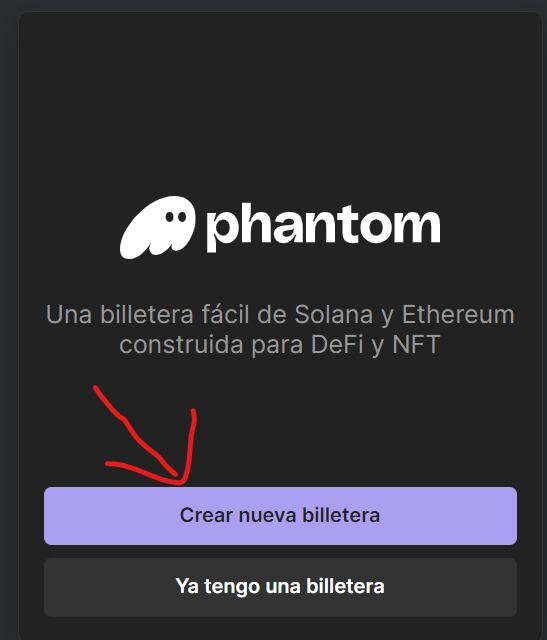 phantom
Una billetera fácil de Solana y Ethereum
construida para DeFi y NFT
Crear nueva billetera
Ya tengo una billetera